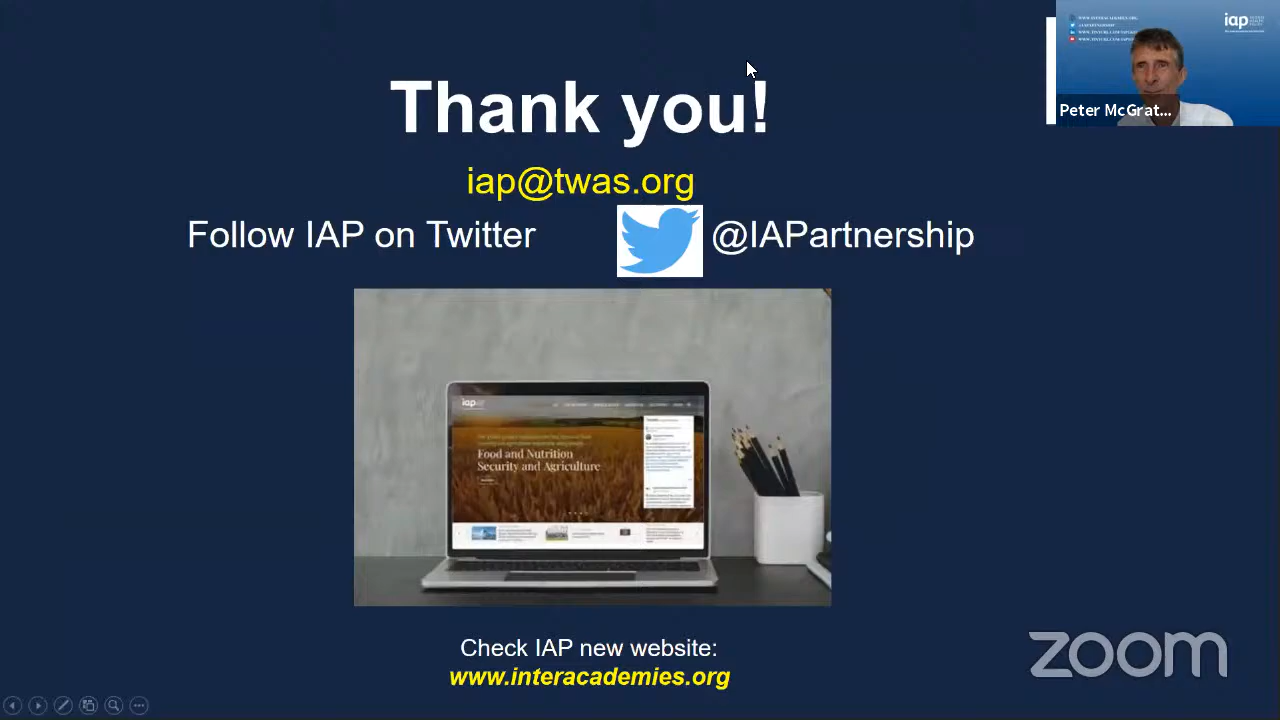 Thank you!
iap@twas.org
Follow IAP on Twitter
@IAPartnership
iap
Food and Nutrition
Security and Agriculture
Check IAP new website:
www.interacademies.org
iap
Peter McGrat...
zoom